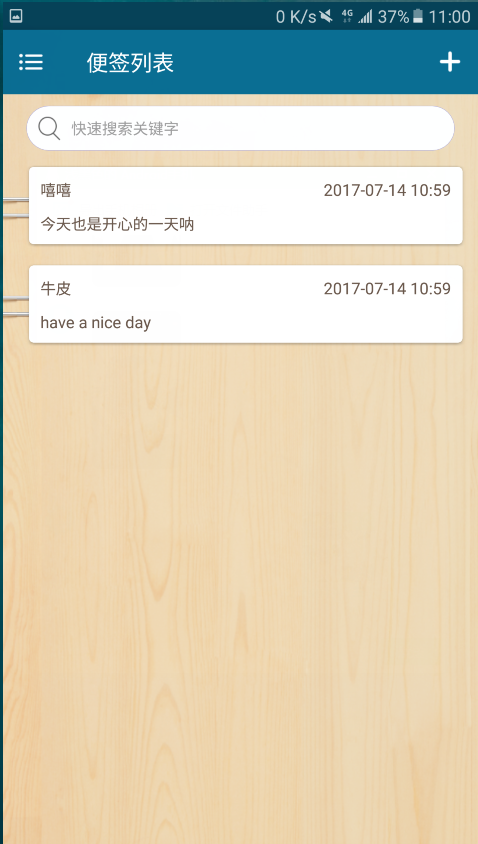 0 K/s 4G 37% 11:00
便签列表
快速搜索关键字
嘻嘻 2017-07-14 10:59
今天也是开心的一天呐
牛皮 2017-07-14 10:59
have a nice day